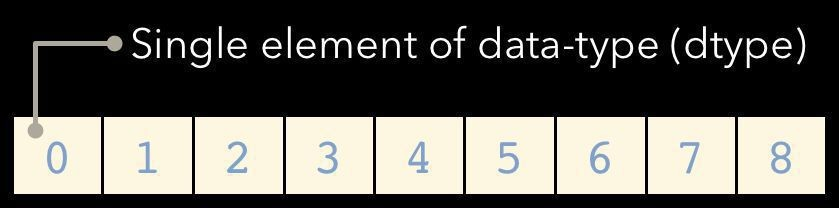 Single element of data-type (dtype)
0 1 2 3 4 5 6 7 8